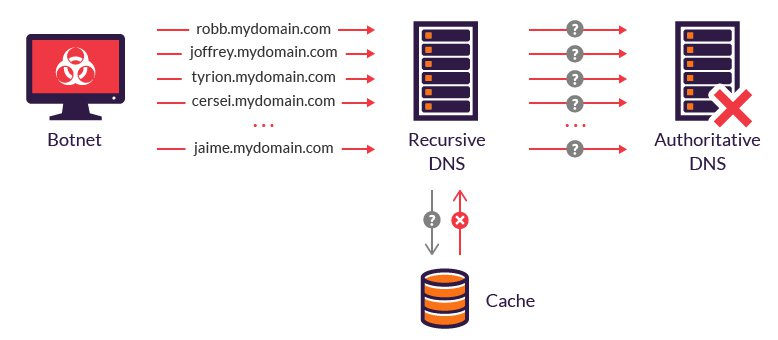 robb.mydomain.com
joffrey.mydomain.com
? 
tyrion.mydomain.com
?
cersei.mydomain.com
?
...
...
jaime.mydomain.com
?
?
Botnet
Recursive
DNS
Authoritative
DNS
?
Cache